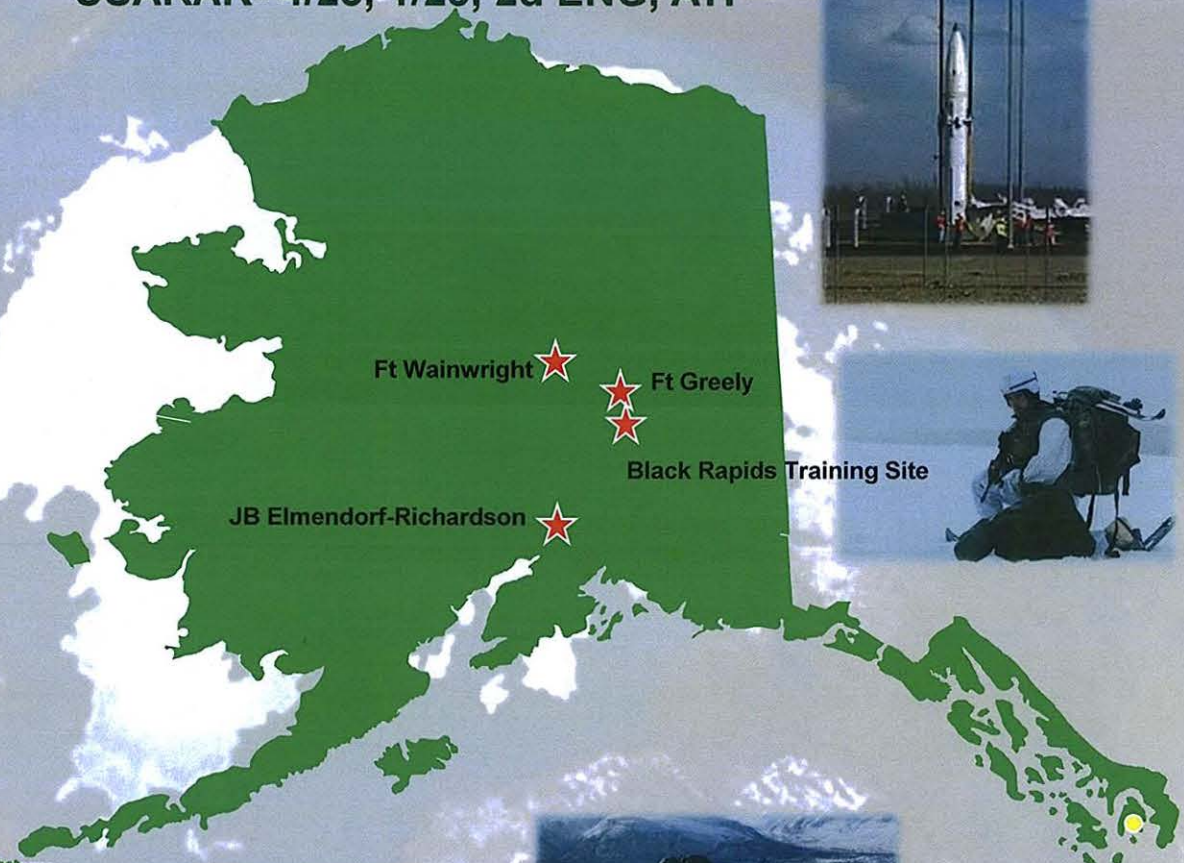 Ft Wainwright
Ft Greely
Black Rapids Training Site
JB Elmendorf-Richardson